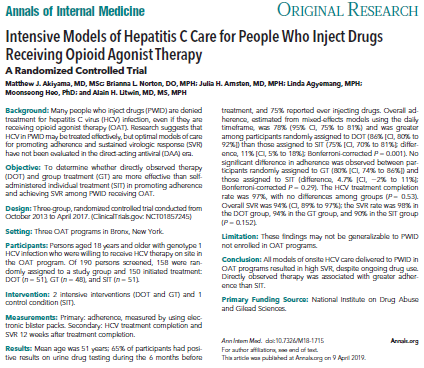 Annals of Internal Medicine
ORIGINAL RESEARCH
Intensive Models of Hepatitis C Care for People Who Inject Drugs
Receiving Opioid Agonist Therapy
A Randomized Controlled Trial
Matthew J. Akiyama, MD, MSc; Brianna L. Norton, DO, MPH; Julia H. Arnsten, MD, MPH; Linda Agyemang, MPH;
Moonseong Heo, PhD; and Alain H. Litwin, MD, MS, MPH
Background: Many people who inject drugs (PWID) are denied
treatment for hepatitis C virus (HCV) infection, even if they are
receiving opioid agonist therapy (OAT). Research suggests that
HCV in PWID may be treated effectively, but optimal models of care
for promoting adherence and sustained virologic response (SVR)
have not been evaluated in the direct-acting antiviral (DAA) era.
Objective: To determine whether directly observed therapy
(DOT) and group treatment (GT) are more effective than self-
administered individual treatment (SIT) in promoting adherence
and achieving SVR among PWID receiving OAT.
Design: Three-group, randomized controlled trial conducted from
October 2013 to April 2017. (ClinicalTrials.gov: NCT01857245)
Setting: Three OAT programs in Bronx, New York.
Participants: Persons aged 18 years and older with genotype 1
HCV infection who were willing to receive HCV therapy on site in
the OAT program. Of 190 persons screened, 158 were ran-
domly assigned to a study group and 150 initiated treatment:
DOT (n = 51), GT (n = 48), and SIT (n = 51).
Intervention: 2 intensive interventions (DOT and GT) and 1
control condition (SIT).
Measurements: Primary: adherence, measured by using elec-
tronic blister packs. Secondary: HCV treatment completion and
SVR 12 weeks after treatment completion.
Results: Mean age was 51 years; 65% of participants had posi-
tive results on urine drug testing during the 6 months before
treatment, and 75% reported ever injecting drugs. Overall ad-
herence, estimated from mixed-effects models using the daily
timeframe, was 78% (95% CI, 75% to 81%) and was greater
among participants randomly assigned to DOT (86% [CI, 80% to
92%]) than those assigned to SIT (75% [CI, 70% to 81%]; differ-
ence, 11% [CI, 5% to 18%]; Bonferroni-corrected P = 0.001). No
significant difference in adherence was observed between par-
ticipants randomly assigned to GT (80% [CI, 74% to 86%]) and
those assigned to SIT (difference, 4.7% [CI, −2% to 11%];
Bonferroni-corrected P = 0.29). The HCV treatment completion
rate was 97%, with no differences among groups (P = 0.53).
Overall SVR was 94% (CI, 89% to 97%); the SVR rate was 98% in
the DOT group, 94% in the GT group, and 90% in the SIT group
(P = 0.152).
Limitation: These findings may not be generalizable to PWID
not enrolled in OAT programs.
Conclusion: All models of onsite HCV care delivered to PWID in
OAT programs resulted in high SVR, despite ongoing drug use.
Directly observed therapy was associated with greater adher-
ence than SIT.
Primary Funding Source: National Institute on Drug Abuse
and Gilead Sciences.
Ann Intern Med. doi:10.7326/M18-1715
Annals.org
For author affiliations, see end of text.
This article was published at Annals.org on 9 April 2019.